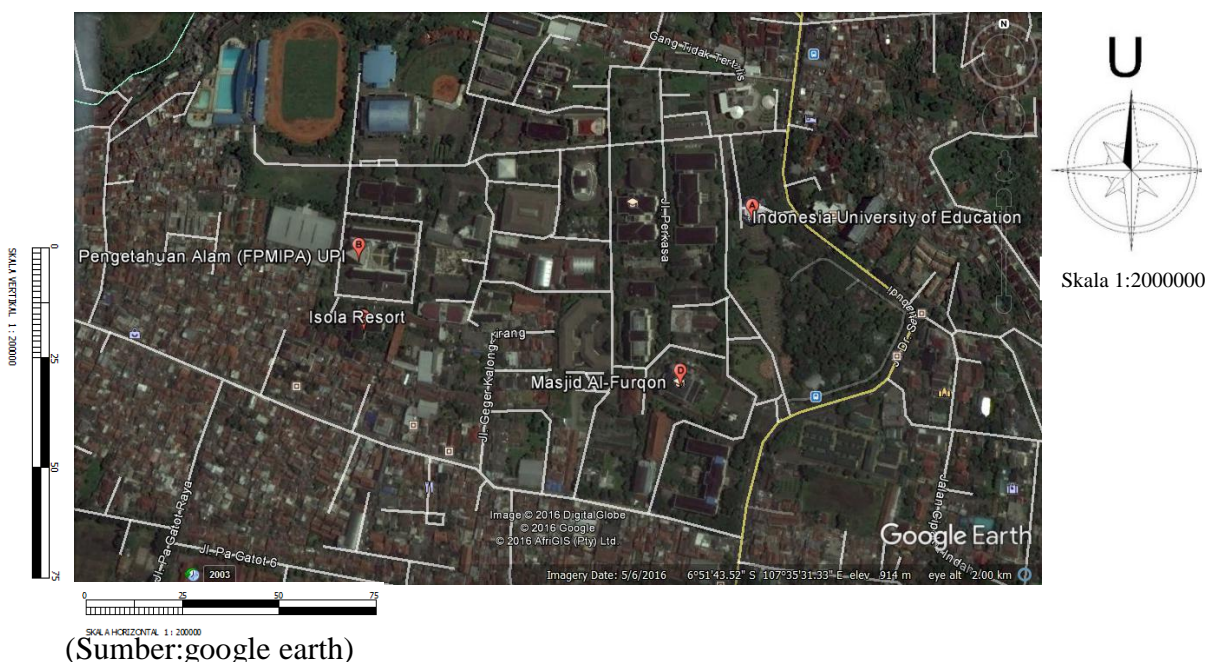 U
N
Skala 1:2000000
Gang Tidak Tertulis
Jl. Perkasa
A
Indonesia University of Education
B
Pengetahuan Alam (FPMIPA) UPI
Isola Resort
Jl. Geger Kalong
rang
D
Masjid Al-Furqon
Dr. Setiabudi
Jl. Pa Gatot Raya
Jl. Pa Gatot 6
Indah
Image © 2016 DigitalGlobe
© 2016 Google
© 2016 AfriGIS (Pty) Ltd
Google Earth
2003
Imagery Date: 5/6/2016 6°51'43.52" S 107°35'31.33" E elev 914 m eye alt 2.00 km
SKALA VERTIKAL 1 : 200000
0
25
50
75
0 25 50 75
SKALA HORIZONTAL 1 : 200000
(Sumber:google earth)